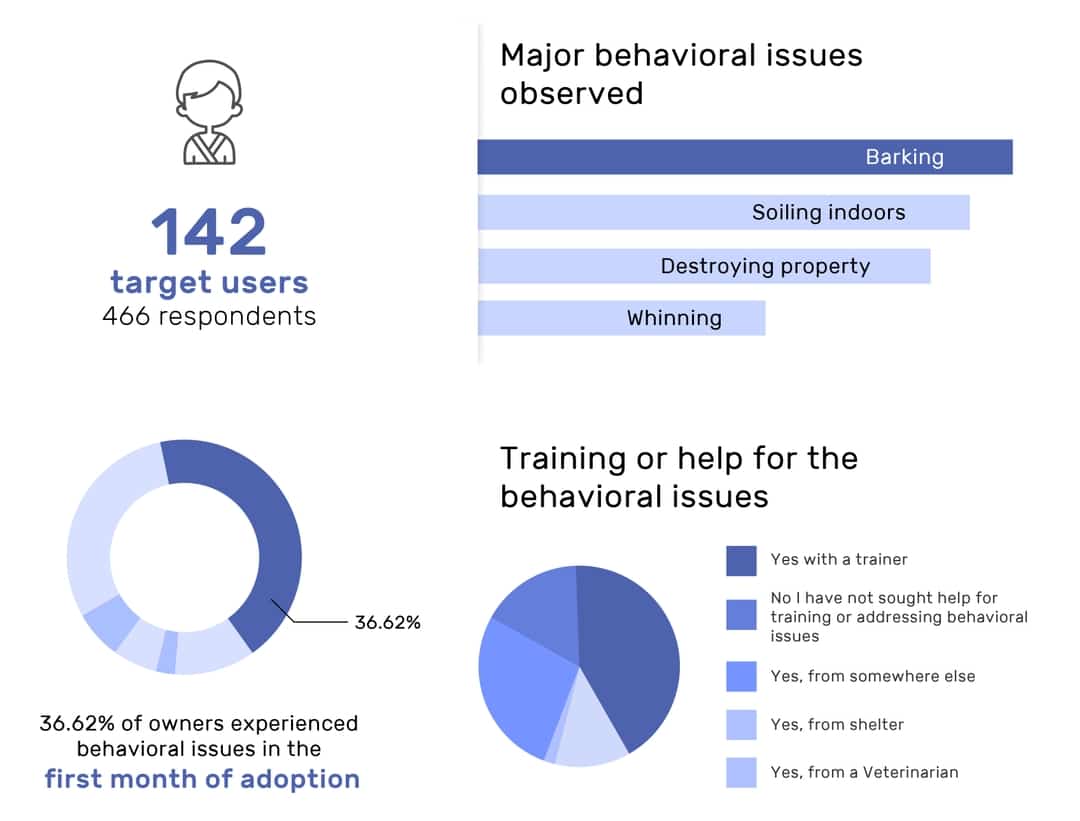 142
target users
466 respondents
Major behavioral issues
observed
Barking
Soiling indoors
Destroying property
Whinning
36.62%
36.62% of owners experienced
behavioral issues in the
first month of adoption
Training or help for the
behavioral issues
Yes with a trainer
No I have not sought help for
training or addressing behavioral
issues
Yes, from somewhere else
Yes, from shelter
Yes, from a Veterinarian